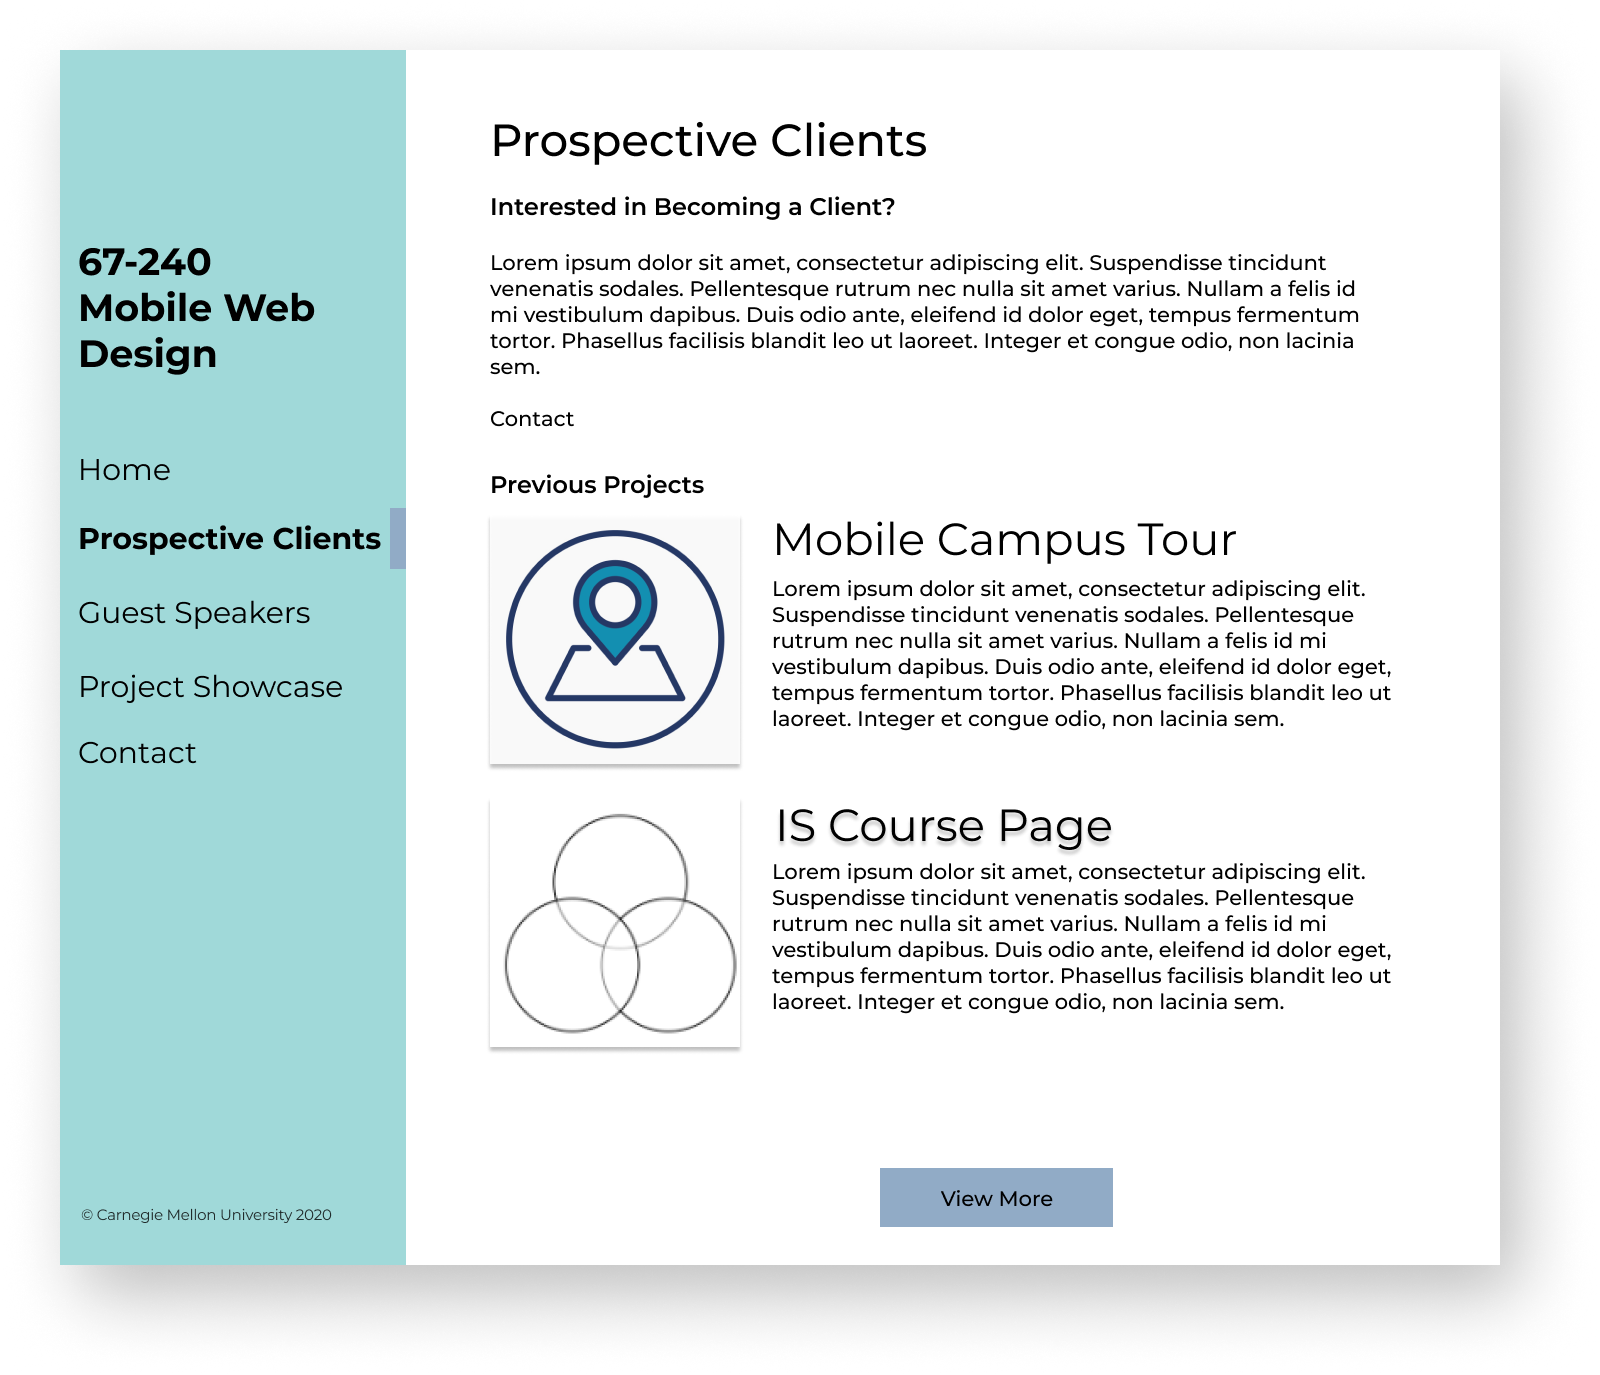 67-240
Mobile Web
Design
Home
Prospective Clients
Guest Speakers
Project Showcase
Contact
© Carnegie Mellon University 2020
Prospective Clients
Interested in Becoming a Client?
Lorem ipsum dolor sit amet, consectetur adipiscing elit. Suspendisse tincidunt
venenatis sodales. Pellentesque rutrum nec nulla sit amet varius. Nullam a felis id
mi vestibulum dapibus. Duis odio ante, eleifend id dolor eget, tempus fermentum
tortor. Phasellus facilisis blandit leo ut laoreet. Integer et congue odio, non lacinia
sem.
Contact
Previous Projects
Mobile Campus Tour
Lorem ipsum dolor sit amet, consectetur adipiscing elit.
Suspendisse tincidunt venenatis sodales. Pellentesque
rutrum nec nulla sit amet varius. Nullam a felis id mi
vestibulum dapibus. Duis odio ante, eleifend id dolor eget,
tempus fermentum tortor. Phasellus facilisis blandit leo ut
laoreet. Integer et congue odio, non lacinia sem.
IS Course Page
Lorem ipsum dolor sit amet, consectetur adipiscing elit.
Suspendisse tincidunt venenatis sodales. Pellentesque
rutrum nec nulla sit amet varius. Nullam a felis id mi
vestibulum dapibus. Duis odio ante, eleifend id dolor eget,
tempus fermentum tortor. Phasellus facilisis blandit leo ut
laoreet. Integer et congue odio, non lacinia sem.
View More